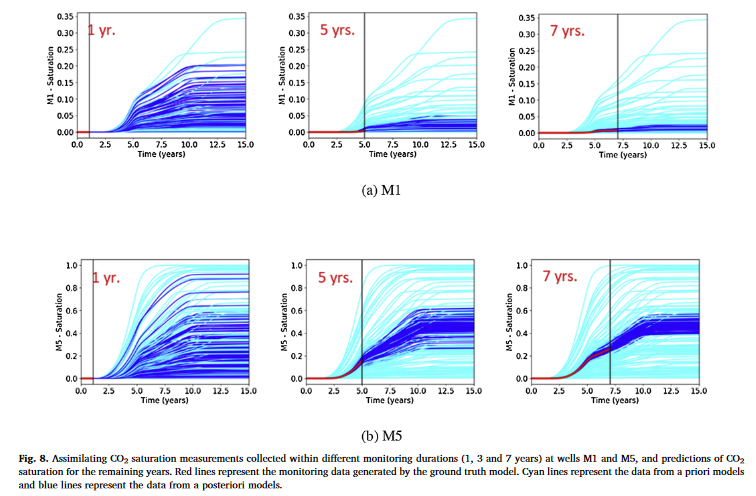 1 yr.
5 yrs.
7 yrs.
0.35
0.30
0.25
0.20
0.15
0.10
0.05
0.00
M1 - Saturation
0.0 2.5 5.0 7.5 10.0 12.5 15.0
Time (years)
0.35
0.30
0.25
0.20
0.15
0.10
0.05
0.00
M1 - Saturation
0.0 2.5 5.0 7.5 10.0 12.5 15.0
Time (years)
0.35
0.30
0.25
0.20
0.15
0.10
0.05
0.00
M1 - Saturation
0.0 2.5 5.0 7.5 10.0 12.5 15.0
Time (years)
(a) M1
1 yr.
5 yrs.
7 yrs.
1.0
0.8
0.6
0.4
0.2
0.0
M5 - Saturation
0.0 2.5 5.0 7.5 10.0 12.5 15.0
Time (years)
1.0
0.8
0.6
0.4
0.2
0.0
M5 - Saturation
0.0 2.5 5.0 7.5 10.0 12.5 15.0
Time (years)
1.0
0.8
0.6
0.4
0.2
0.0
M5 - Saturation
0.0 2.5 5.0 7.5 10.0 12.5 15.0
Time (years)
(b) M5
Fig. 8. Assimilating CO₂ saturation measurements collected within different monitoring durations (1, 3 and 7 years) at wells M1 and M5, and predictions of CO₂
saturation for the remaining years. Red lines represent the monitoring data generated by the ground truth model. Cyan lines represent the data from a priori models
and blue lines represent the data from a posteriori models.